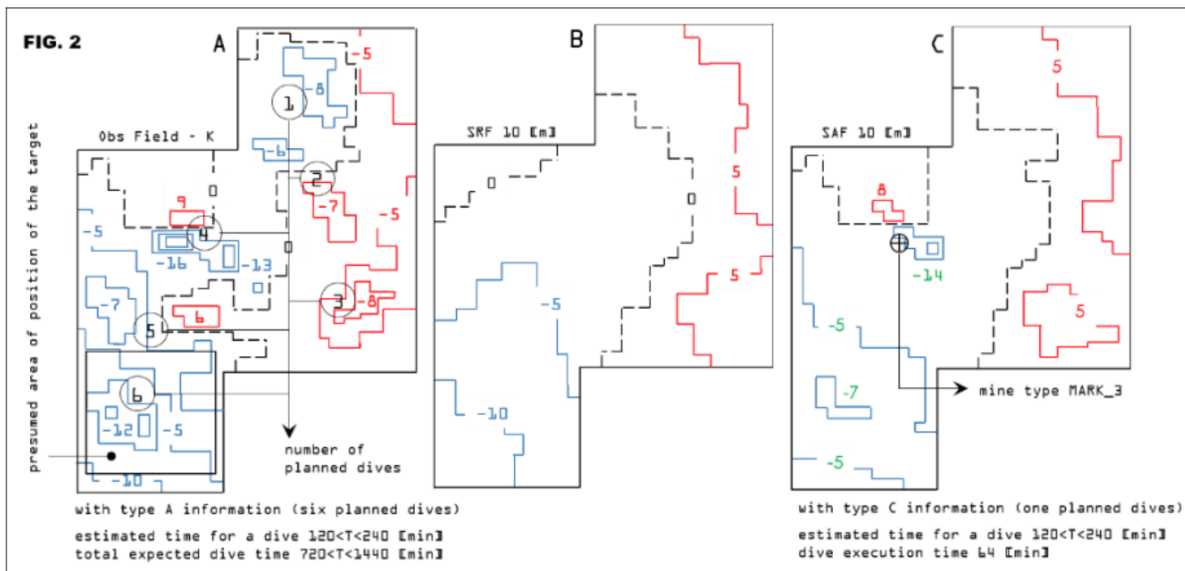 FIG. 2
A
B
C
-5
-8
1
Obs Field - K
-6
2
-7
-5
9
4
0
0
-5
-16
-13
-7
6
3
-8
5
6
-12
-5
-10
presumed area of position of the target
number of
planned dives
SRF 10 [m]
0
0
5
5
-5
-10
SAF 10 [m]
5
8
-14
-5
5
-7
-5
mine type MARK_3
with type A information (six planned dives)
estimated time for a dive 120<T<240 [min]
total expected dive time 720<T<1440 [min]
with type C information (one planned dives)
estimated time for a dive 120<T<240 [min]
dive execution time 64 [min]